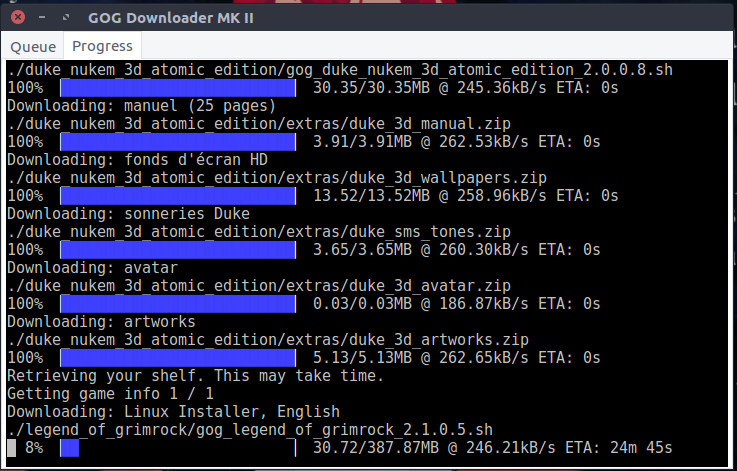 GOG Downloader MK II
Queue Progress
./duke_nukem_3d_atomic_edition/gog_duke_nukem_3d_atomic_edition_2.0.0.8.sh
100% 30.35/30.35MB @ 245.36kB/s ETA: 0s
Downloading: manuel (25 pages)
./duke_nukem_3d_atomic_edition/extras/duke_3d_manual.zip
100% 3.91/3.91MB @ 262.53kB/s ETA: 0s
Downloading: fonds d'écran HD
./duke_nukem_3d_atomic_edition/extras/duke_3d_wallpapers.zip
100% 13.52/13.52MB @ 258.96kB/s ETA: 0s
Downloading: sonneries Duke
./duke_nukem_3d_atomic_edition/extras/duke_sms_tones.zip
100% 3.65/3.65MB @ 260.30kB/s ETA: 0s
Downloading: avatar
./duke_nukem_3d_atomic_edition/extras/duke_3d_avatar.zip
100% 0.03/0.03MB @ 186.87kB/s ETA: 0s
Downloading: artworks
./duke_nukem_3d_atomic_edition/extras/duke_3d_artworks.zip
100% 5.13/5.13MB @ 262.65kB/s ETA: 0s
Retrieving your shelf. This may take time.
Getting game info 1 / 1
Downloading: Linux Installer, English
./legend_of_grimrock/gog_legend_of_grimrock_2.1.0.5.sh
8% 30.72/387.87MB @ 246.21kB/s ETA: 24m 45s